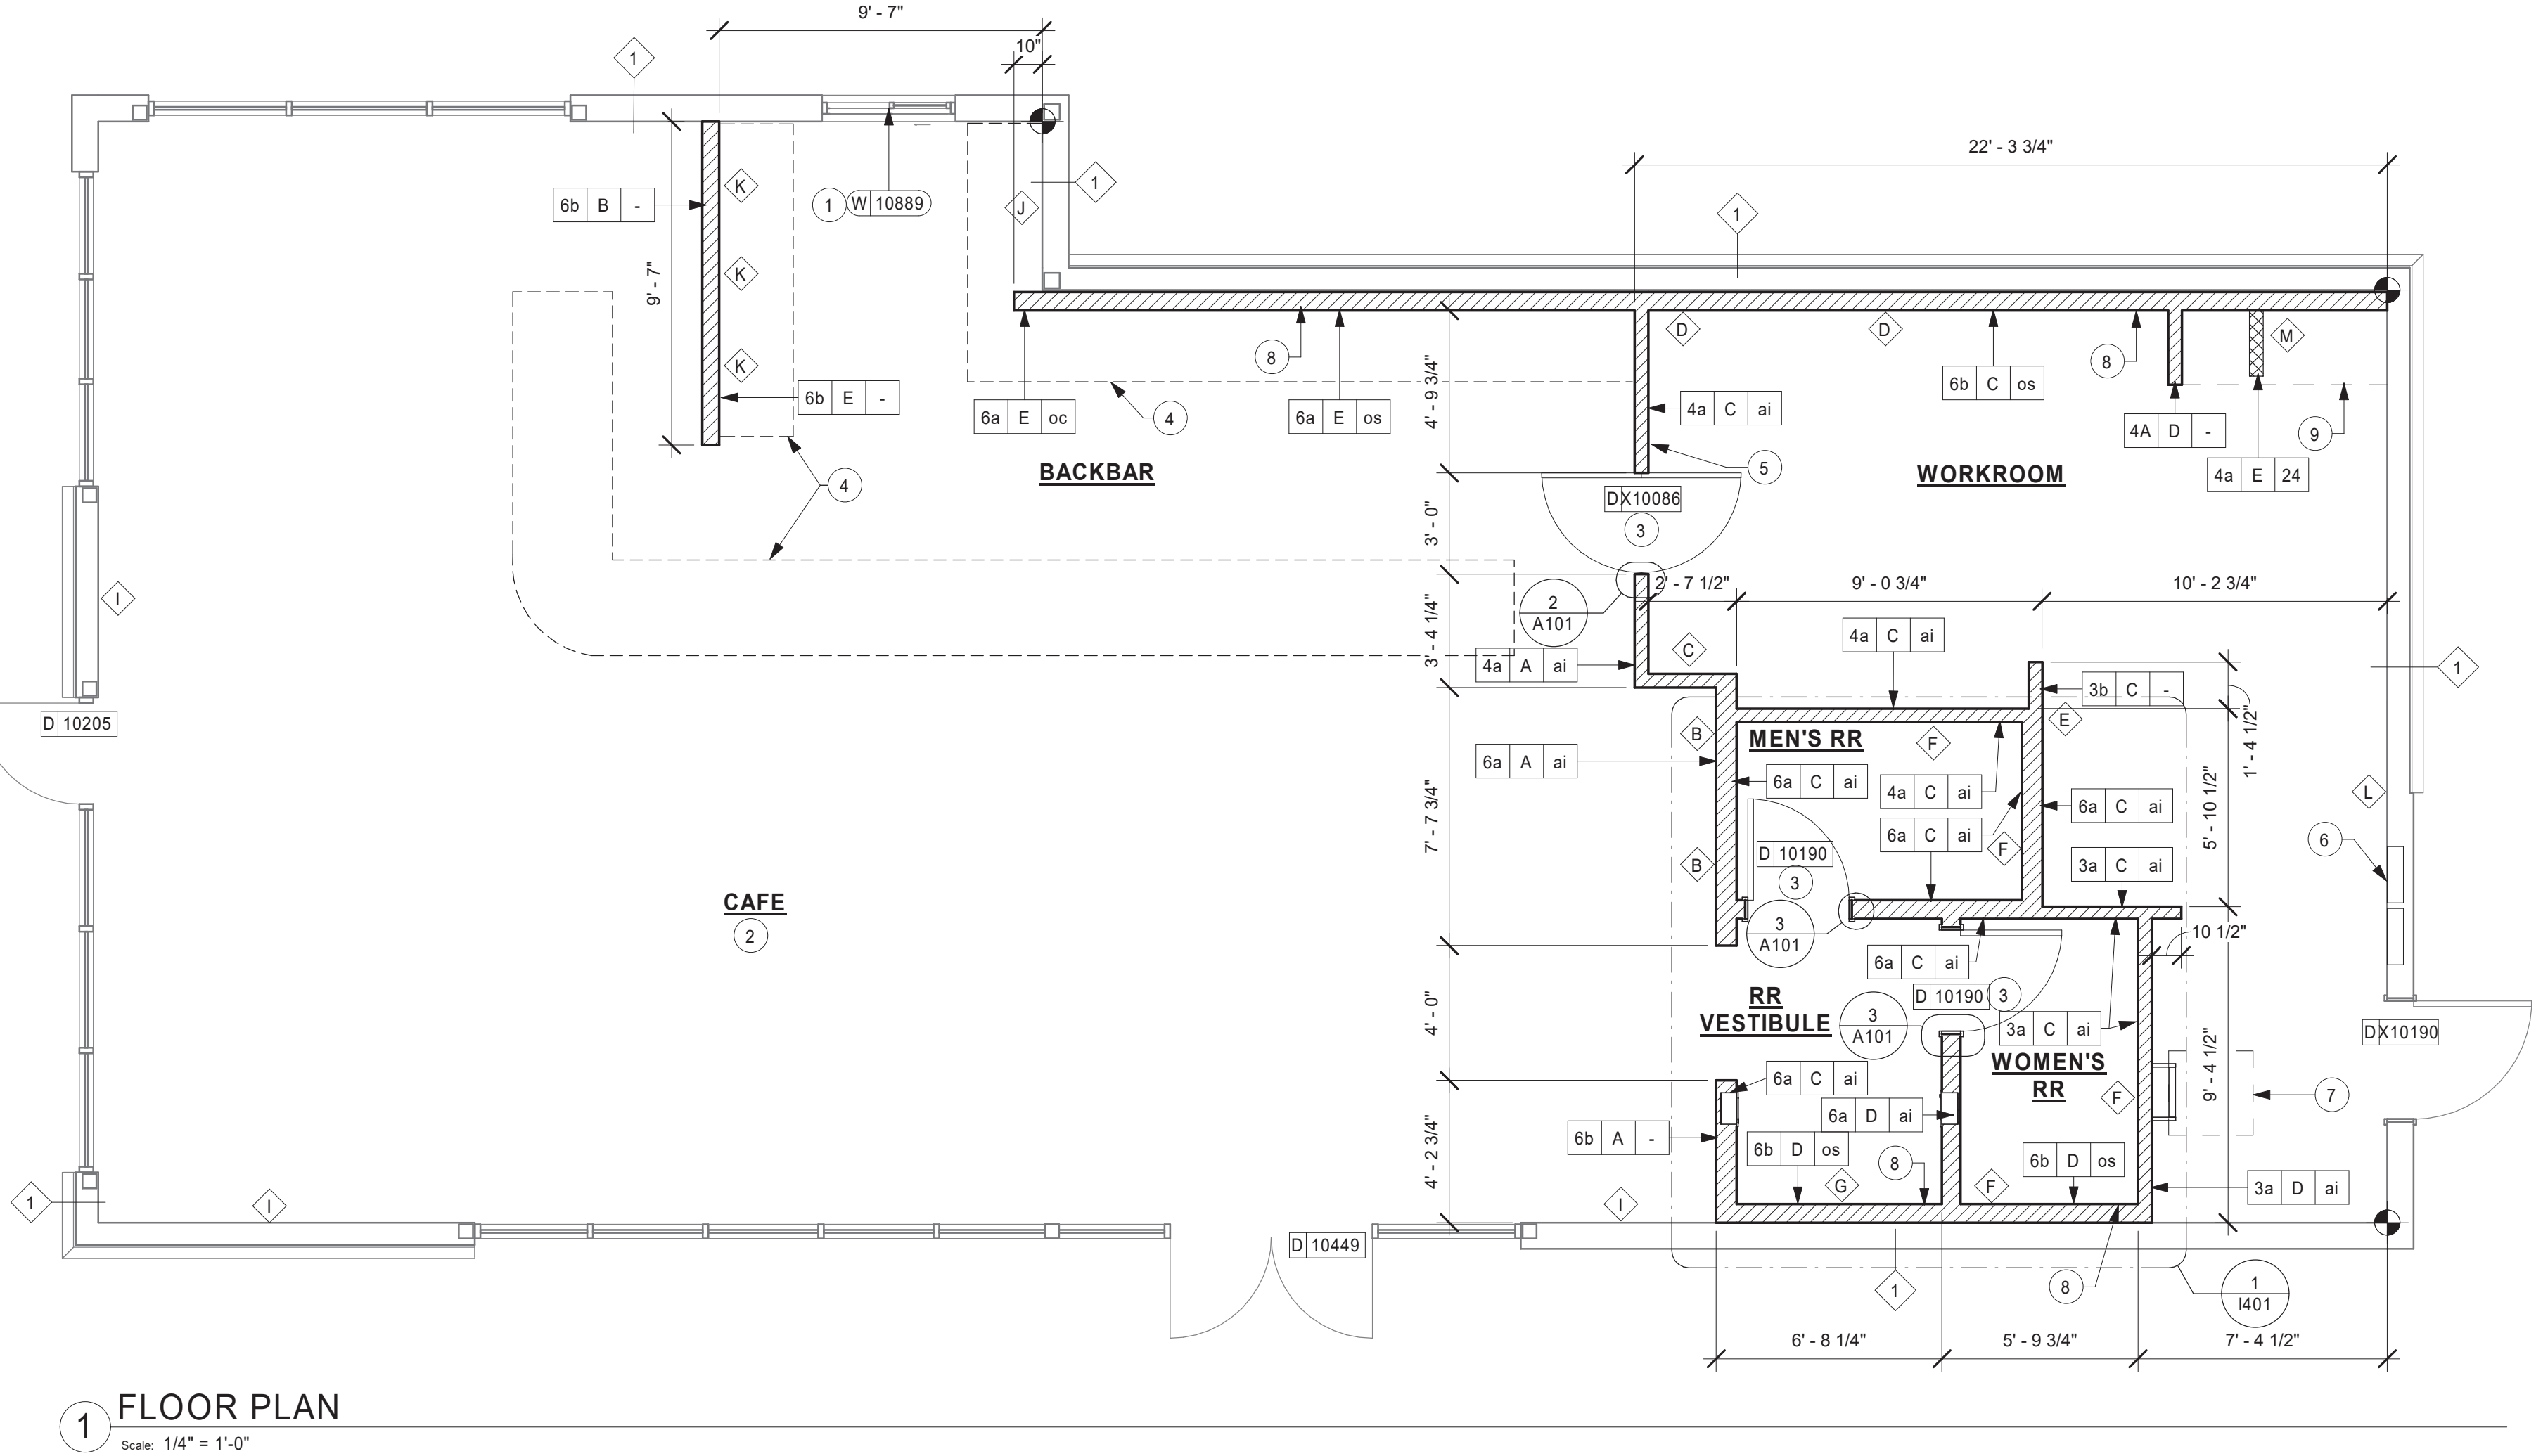 9' - 7"
10"
1
22' - 3 3/4"
1
1
K
6b B -
1
W 10889
J
9' - 7"
K
D
D
M
8
8
K
6b E -
6a E oc
4
6a E os
4' - 9 3/4"
4a C ai
6b C os
4A D -
9
BACKBAR
5
WORKROOM
4a E 24
4
DX10086
3
3' - 0"
I
2
A101
2' - 7 1/2"
9' - 0 3/4"
10' - 2 3/4"
3' - 4 1/4"
4a A ai
C
4a C ai
1
3b C -
D 10205
B
MEN'S RR
F
E
1' - 4 1/2"
6a A ai
6a C ai
4a C ai
L
6a C ai
7' - 7 3/4"
6a C ai
5' - 10 1/2"
6
B
D 10190
F
3a C ai
3
CAFE
2
3
A101
10 1/2"
6a C ai
RR
VESTIBULE
D 10190
3
4' - 0"
3
A101
3a C ai
DX10190
WOMEN'S
RR
9' - 4 1/2"
6a C ai
F
7
6a D ai
6b A -
6b D os
8
6b D os
4' - 2 3/4"
G
F
3a D ai
1
I
I
D 10449
1
8
1
I401
6' - 8 1/4"
5' - 9 3/4"
7' - 4 1/2"
1
FLOOR PLAN
Scale: 1/4" = 1'-0"